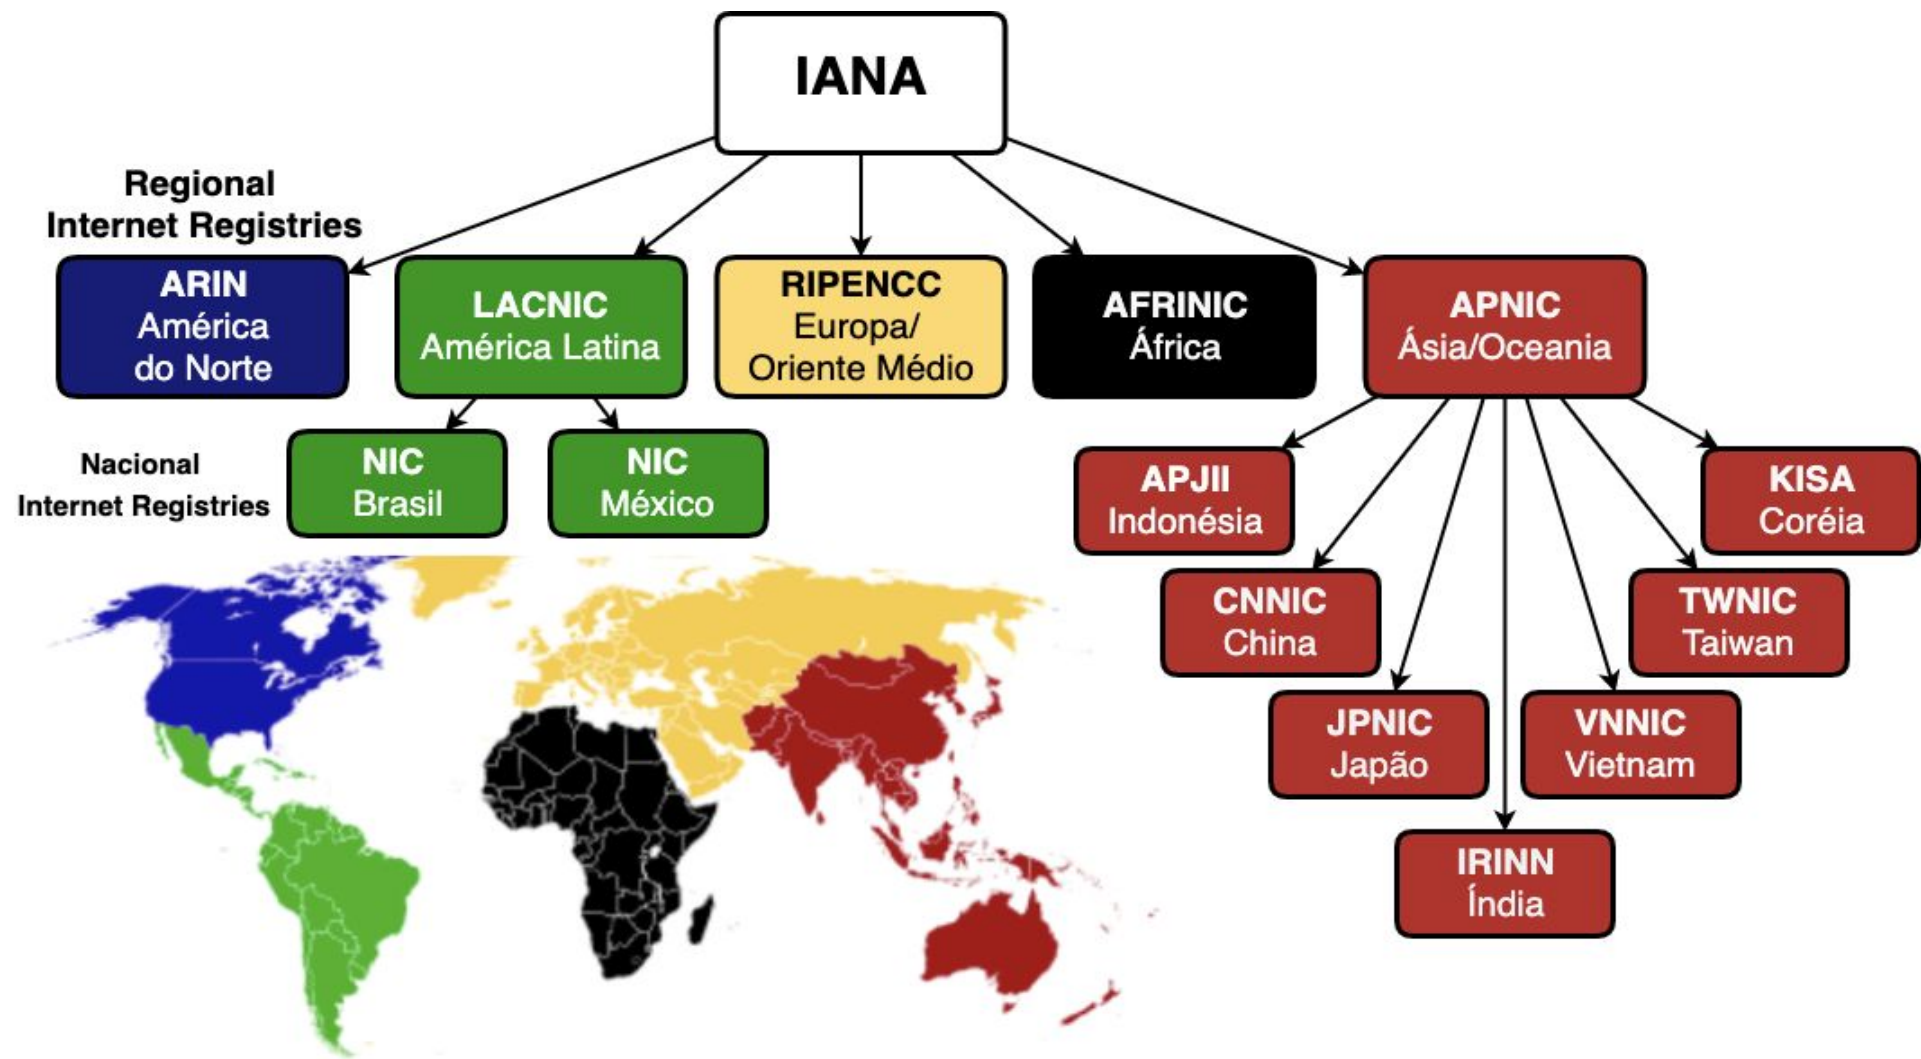 IANA
Regional
Internet Registries
ARIN
América
do Norte
LACNIC
América Latina
RIPENCC
Europa/
Oriente Médio
AFRINIC
África
APNIC
Ásia/Oceania
Nacional
Internet Registries
NIC
Brasil
NIC
México
APJII
Indonésia
KISA
Coréia
CNNIC
China
TWNIC
Taiwan
JPNIC
Japão
VNNIC
Vietnam
IRINN
Índia